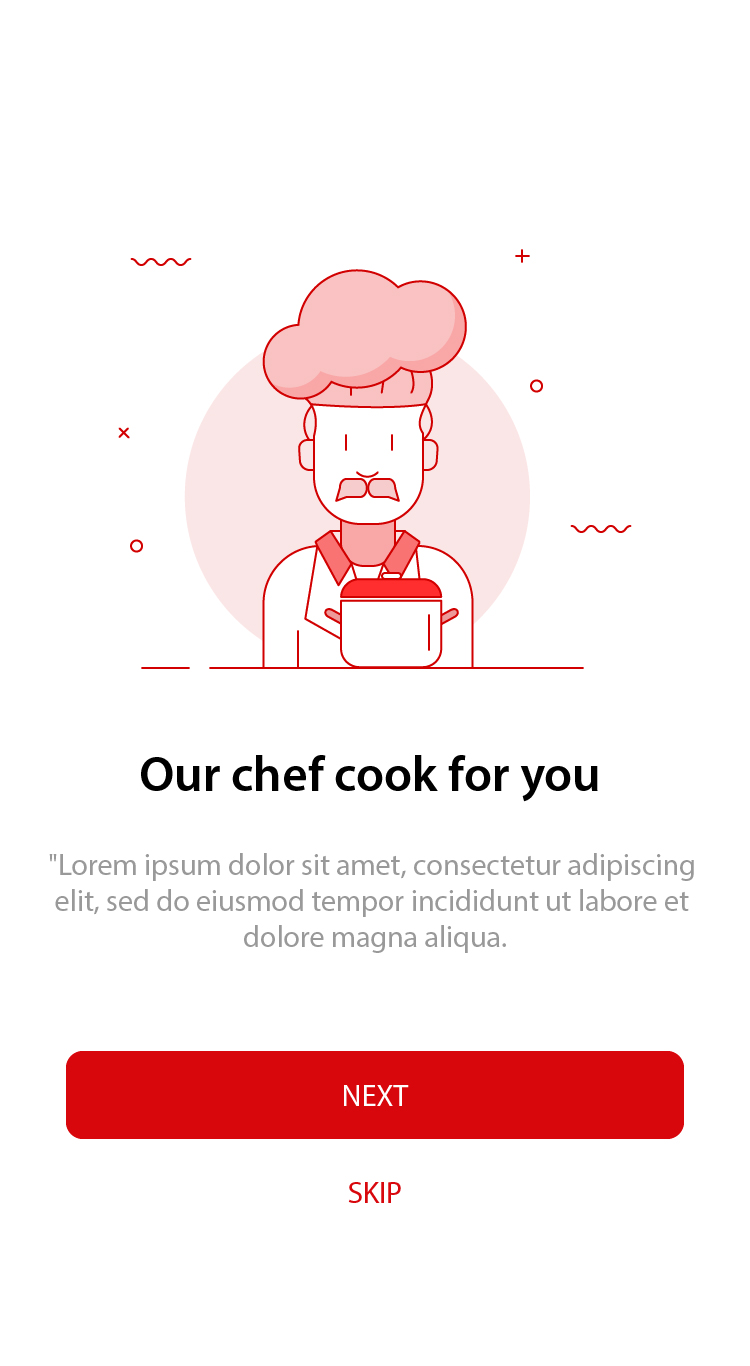 Our chef cook for you
"Lorem ipsum dolor sit amet, consectetur adipiscing
elit, sed do eiusmod tempor incididunt ut labore et
dolore magna aliqua.
NEXT
SKIP